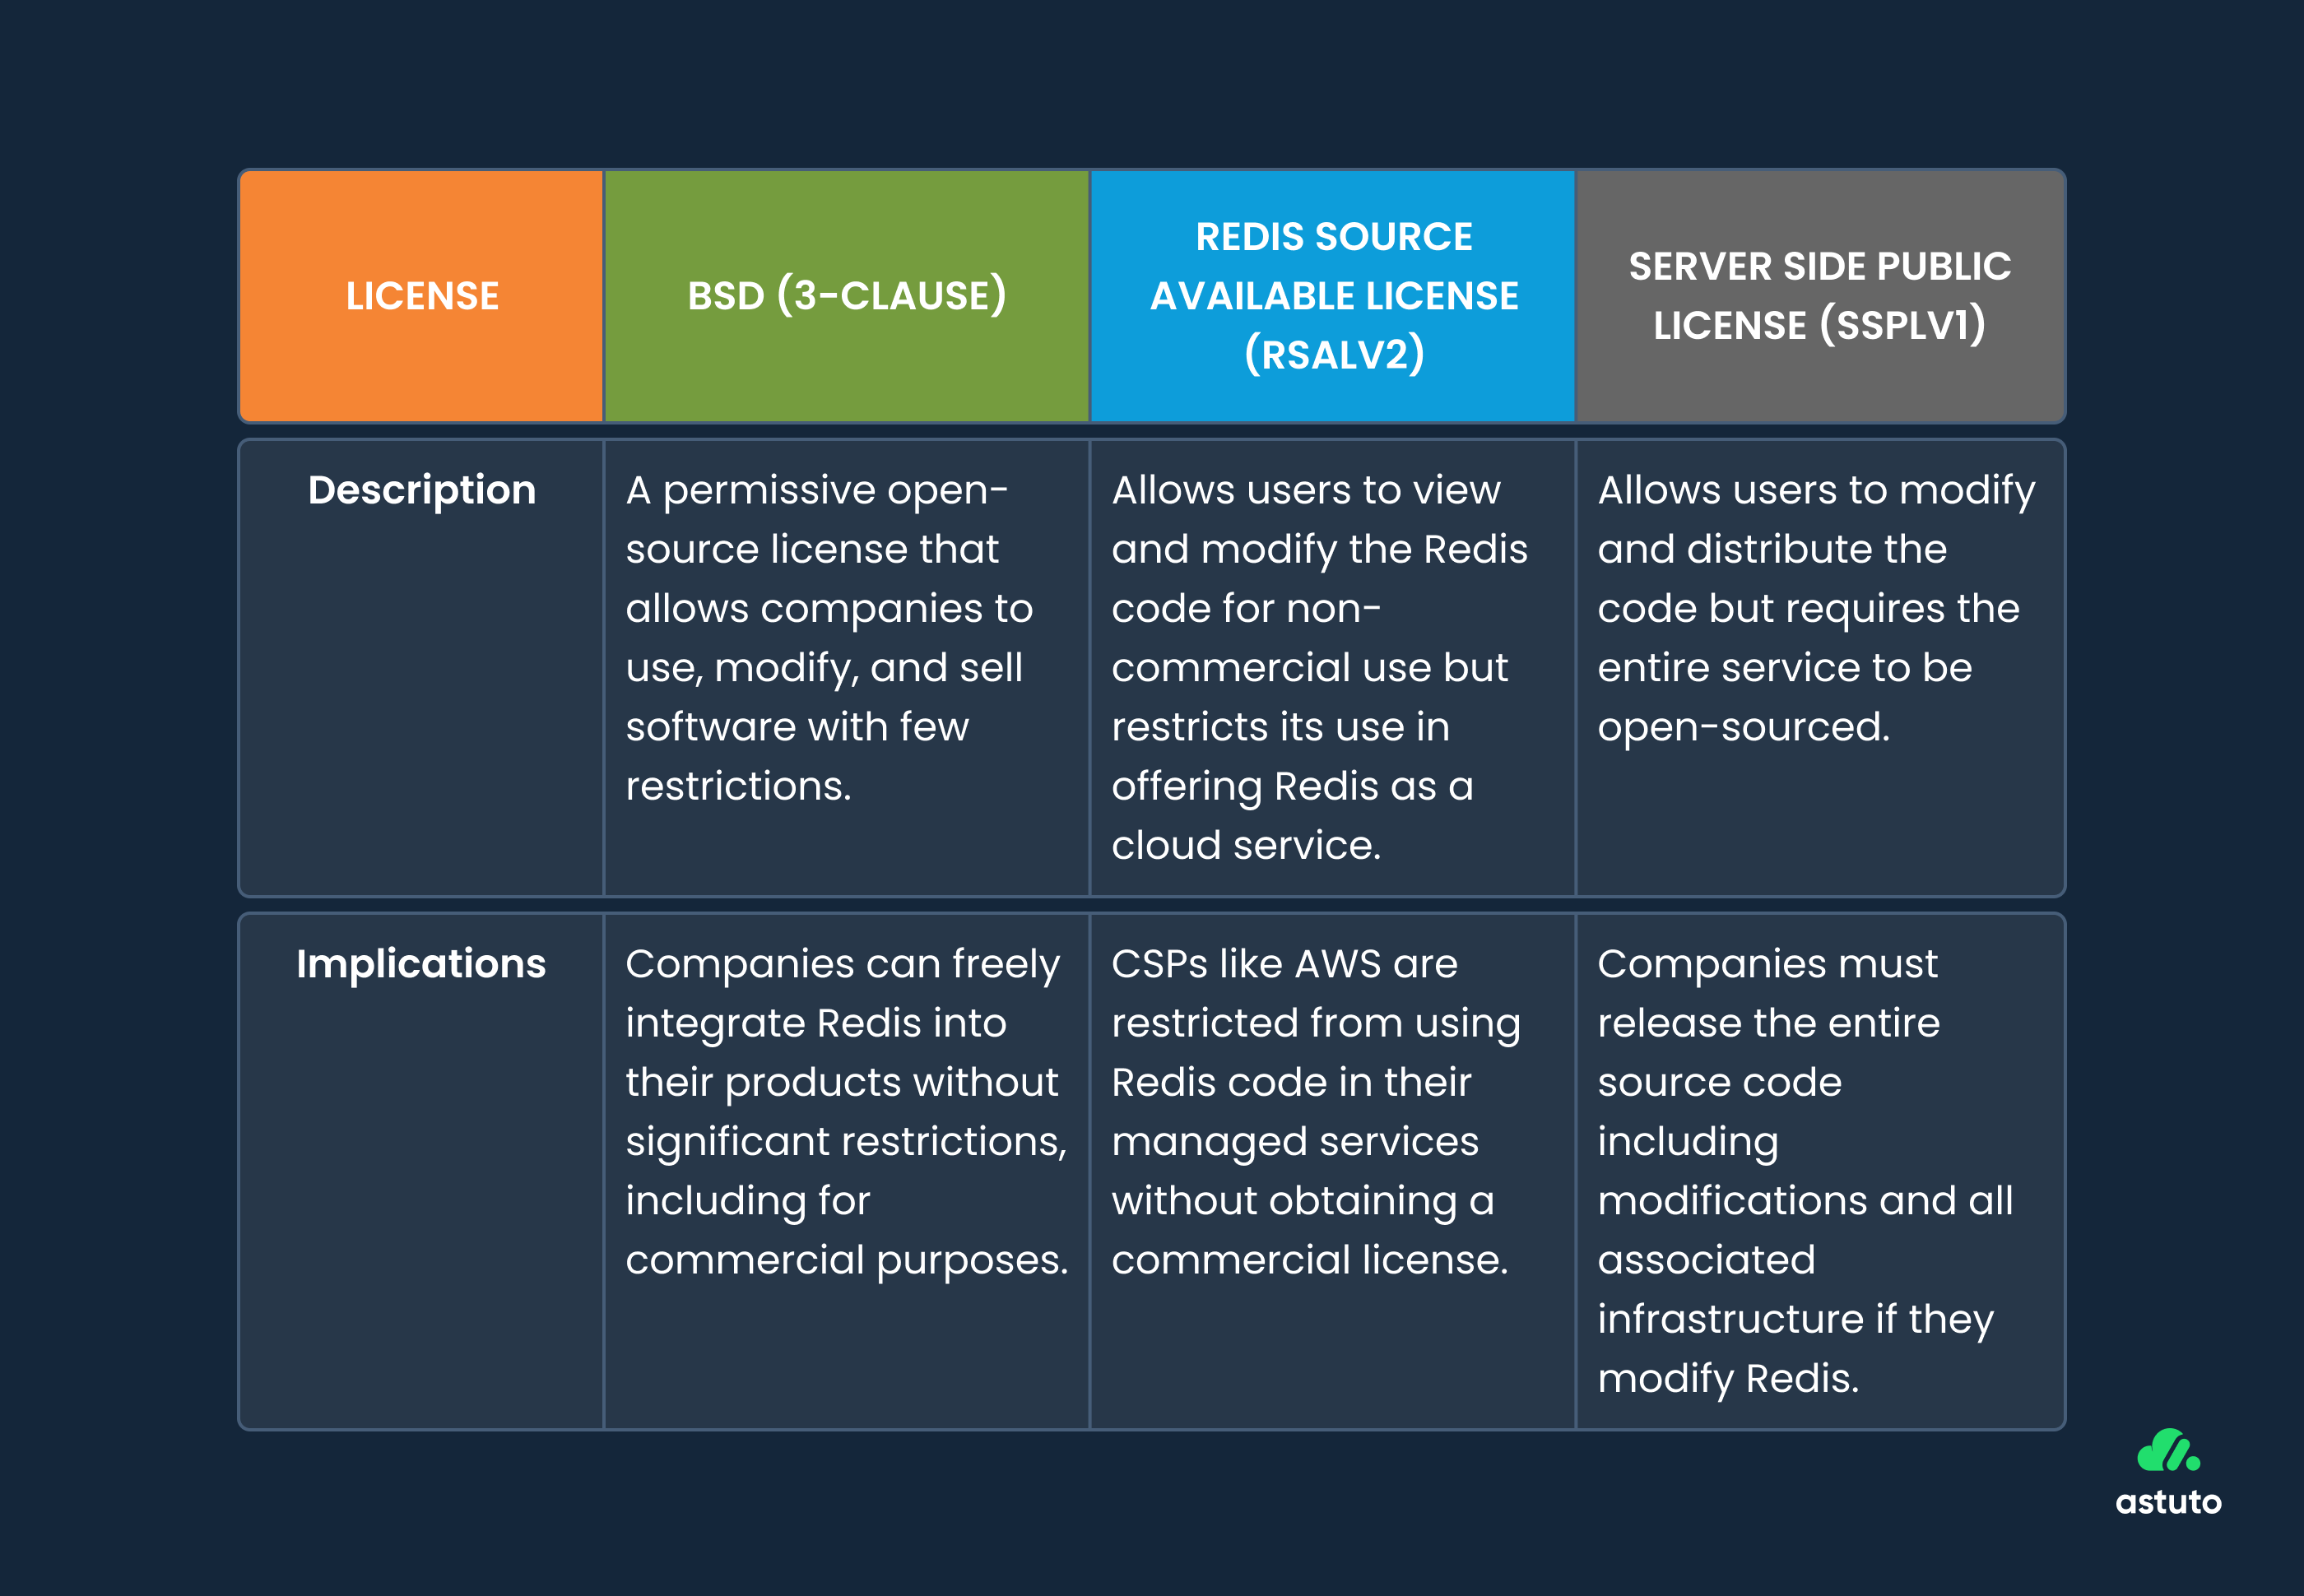 LICENSE
BSD (3-CLAUSE)
REDIS SOURCE
AVAILABLE LICENSE
(RSALV2)
SERVER SIDE PUBLIC
LICENSE (SSPLV1)
Description
A permissive open-
source license that
allows companies to
use, modify, and sell
software with few
restrictions.
Allows users to view
and modify the Redis
code for non-
commercial use but
restricts its use in
offering Redis as a
cloud service.
Allows users to modify
and distribute the
code but requires the
entire service to be
open-sourced.
Implications
Companies can freely
integrate Redis into
their products without
significant restrictions,
including for
commercial purposes.
CSPs like AWS are
restricted from using
Redis code in their
managed services
without obtaining a
commercial license.
Companies must
release the entire
source code
including
modifications and all
associated
infrastructure if they
modify Redis.
astuto